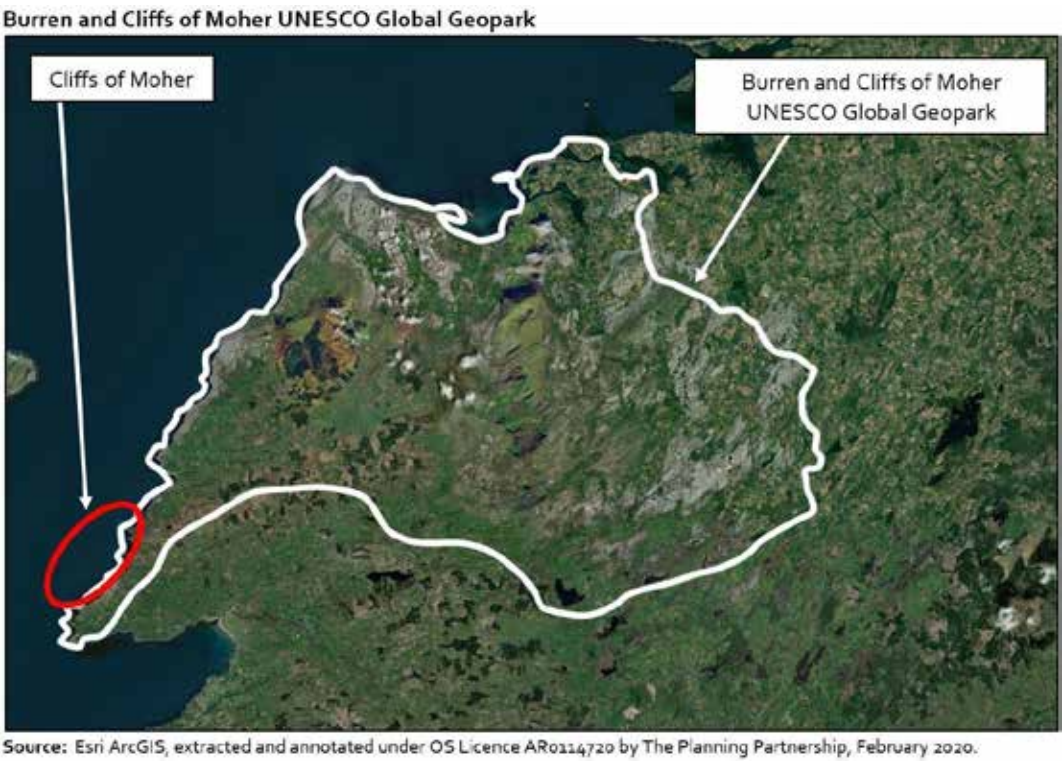 Burren and Cliffs of Moher UNESCO Global Geopark
Cliffs of Moher
Burren and Cliffs of Moher
UNESCO Global Geopark
Source: Esri ArcGIS, extracted and annotated under OS Licence AR0114720 by The Planning Partnership, February 2020.